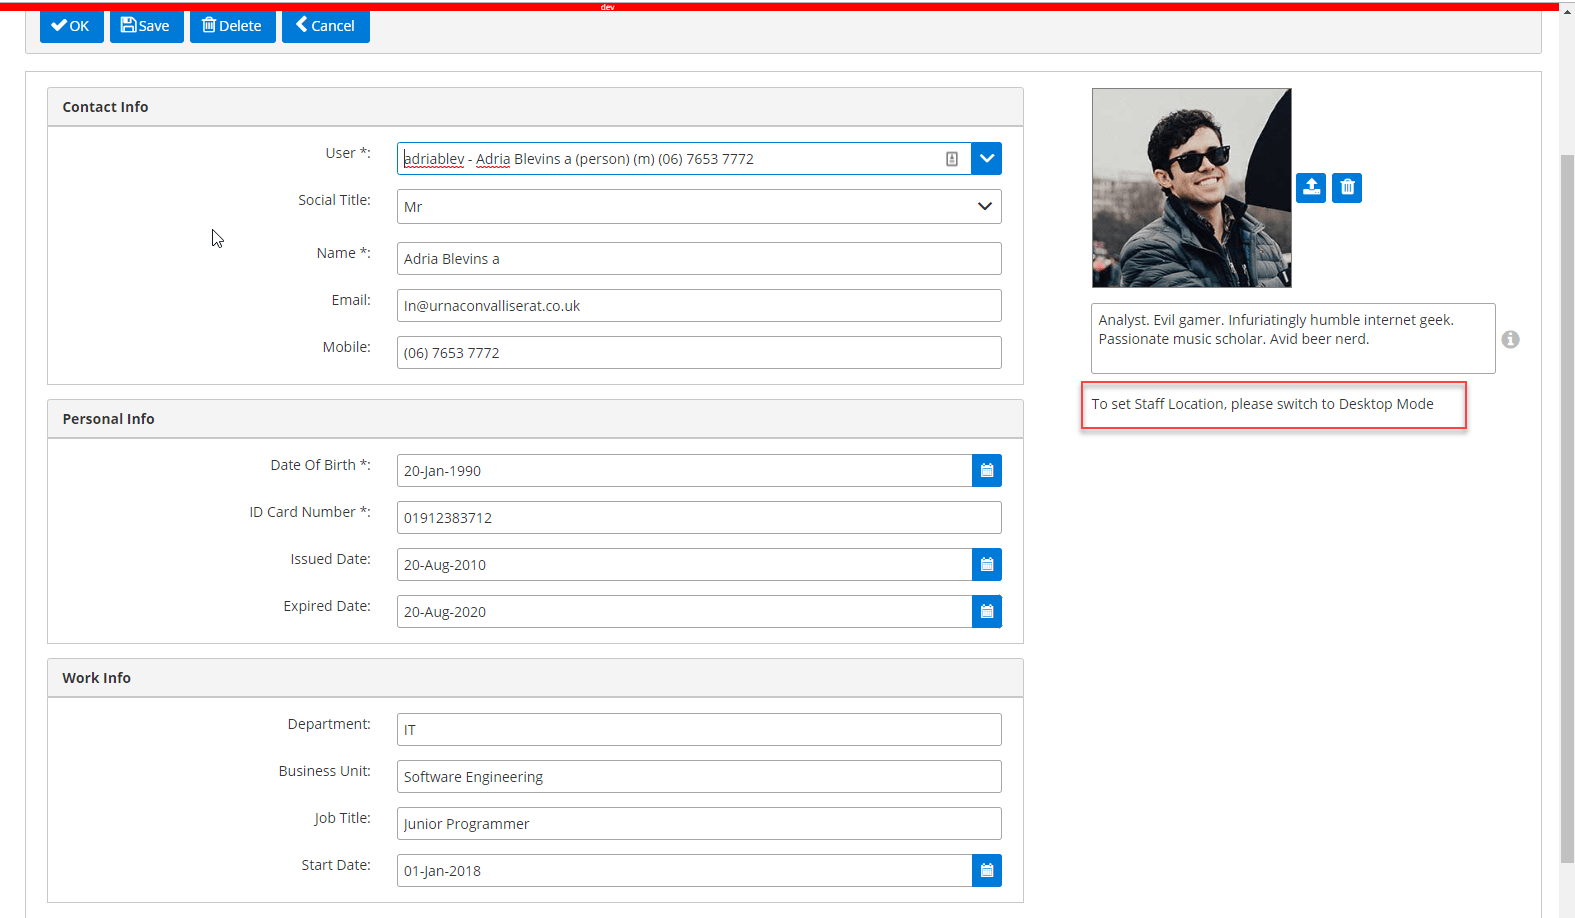 dev
OK Save Delete Cancel
Contact Info
User *: adriablev - Adria Blevins a (person) (m) (06) 7653 7772
Social Title: Mr
Name *: Adria Blevins a
Email: In@urnaconvalliserat.co.uk
Mobile: (06) 7653 7772
Analyst. Evil gamer. Infuriatingly humble internet geek.
Passionate music scholar. Avid beer nerd.
To set Staff Location, please switch to Desktop Mode
Personal Info
Date Of Birth *: 20-Jan-1990
ID Card Number *: 01912383712
Issued Date: 20-Aug-2010
Expired Date: 20-Aug-2020
Work Info
Department: IT
Business Unit: Software Engineering
Job Title: Junior Programmer
Start Date: 01-Jan-2018